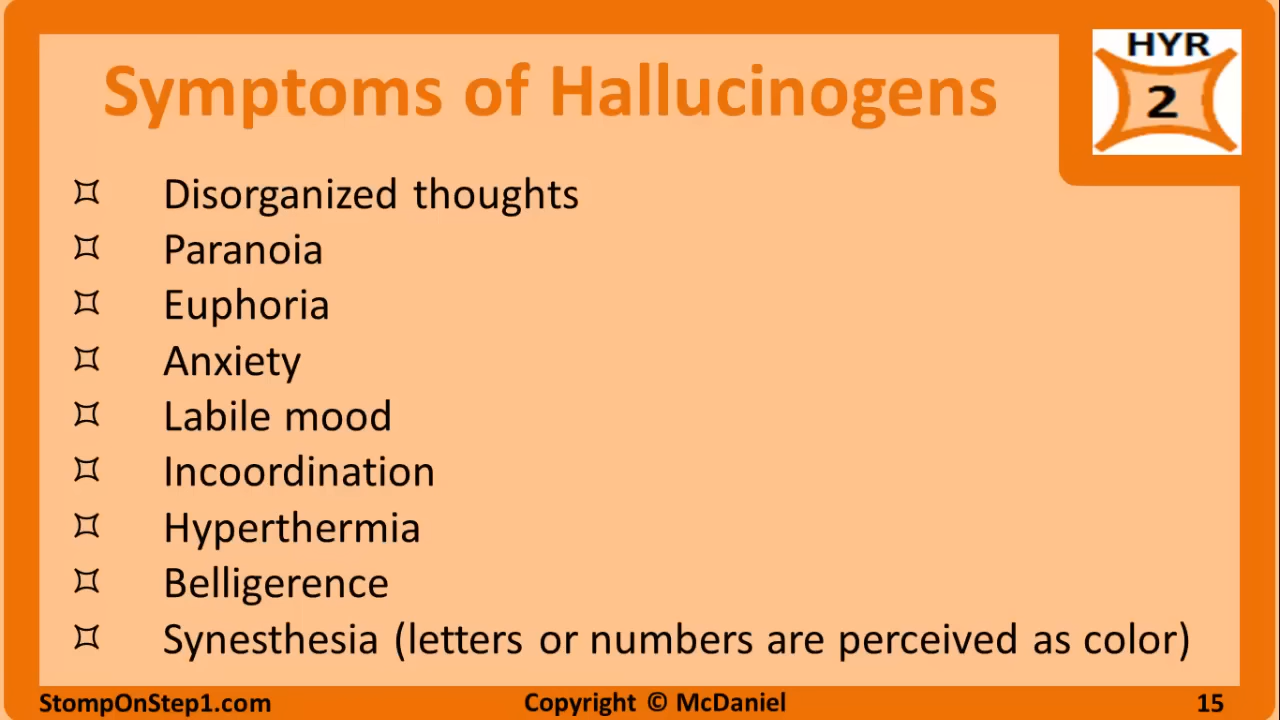 HYR
2
Symptoms of Hallucinogens
Disorganized thoughts
Paranoia
Euphoria
Anxiety
Labile mood
Incoordination
Hyperthermia
Belligerence
Synesthesia (letters or numbers are perceived as color)
StompOnStep1.com Copyright © McDaniel 15